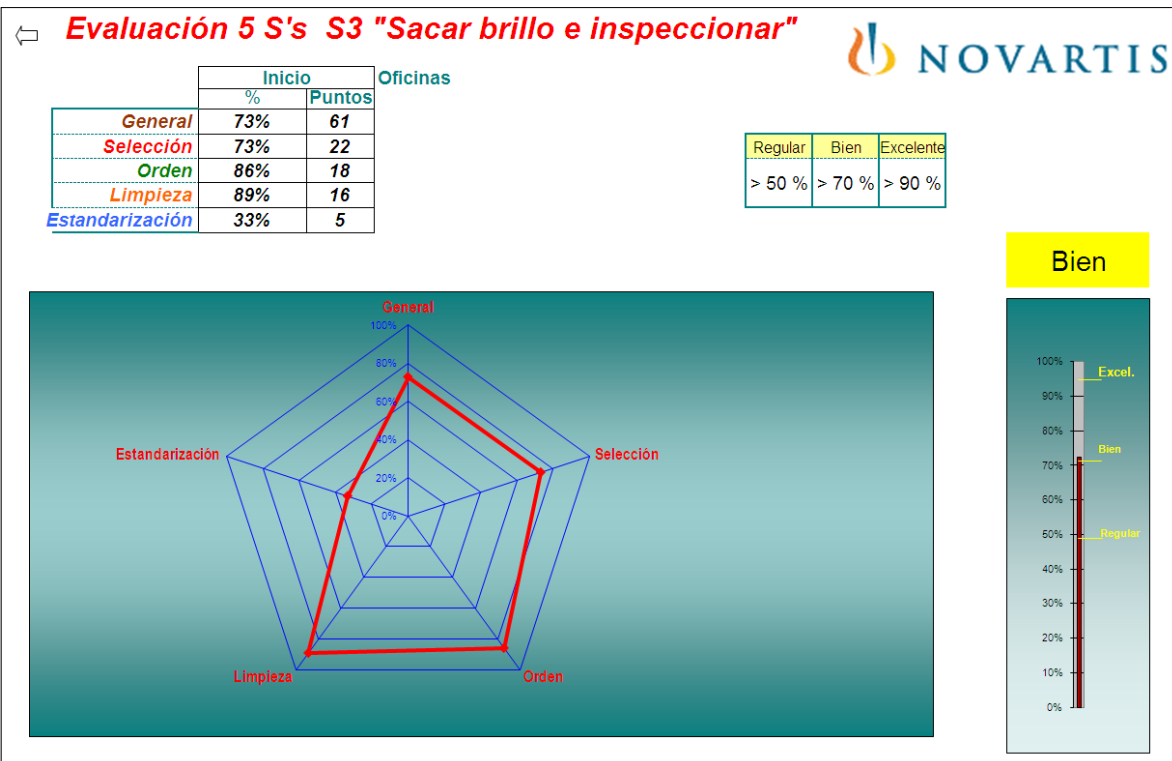 Evaluación 5 S's  S3 "Sacar brillo e inspeccionar"
NOVARTIS
Inicio Oficinas
% Puntos
General 73% 61
Selección 73% 22
Orden 86% 18
Limpieza 89% 16
Estandarización 33% 5
Regular Bien Excelente
> 50 % > 70 % > 90 %
Bien
General
100%
80%
60%
40%
20%
0%
Estandarización
Selección
Limpieza
Orden
100%
Excel.
90%
80%
Bien
70%
60%
50%
Regular
40%
30%
20%
10%
0%